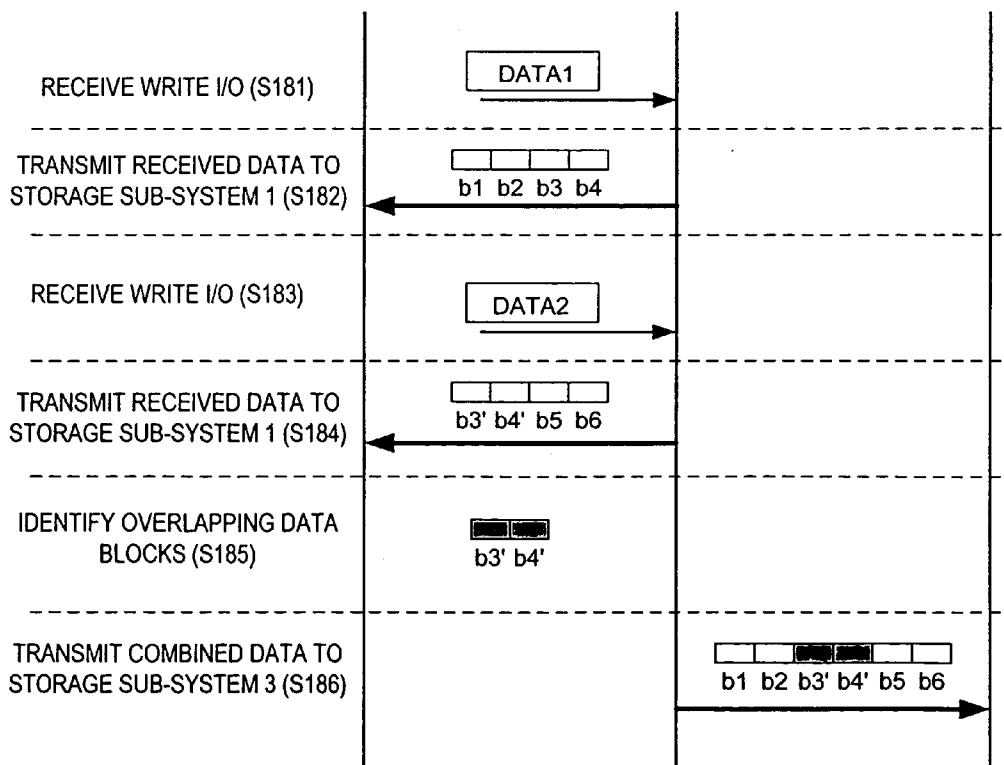 RECEIVE WRITE I/O (S181)
DATA1
TRANSMIT RECEIVED DATA TO
STORAGE SUB-SYSTEM 1 (S182)
b1 b2 b3 b4
RECEIVE WRITE I/O (S183)
DATA2
TRANSMIT RECEIVED DATA TO
STORAGE SUB-SYSTEM 1 (S184)
b3' b4' b5 b6
IDENTIFY OVERLAPPING DATA
BLOCKS (S185)
b3' b4'
TRANSMIT COMBINED DATA TO
STORAGE SUB-SYSTEM 3 (S186)
b1 b2 b3' b4' b5 b6